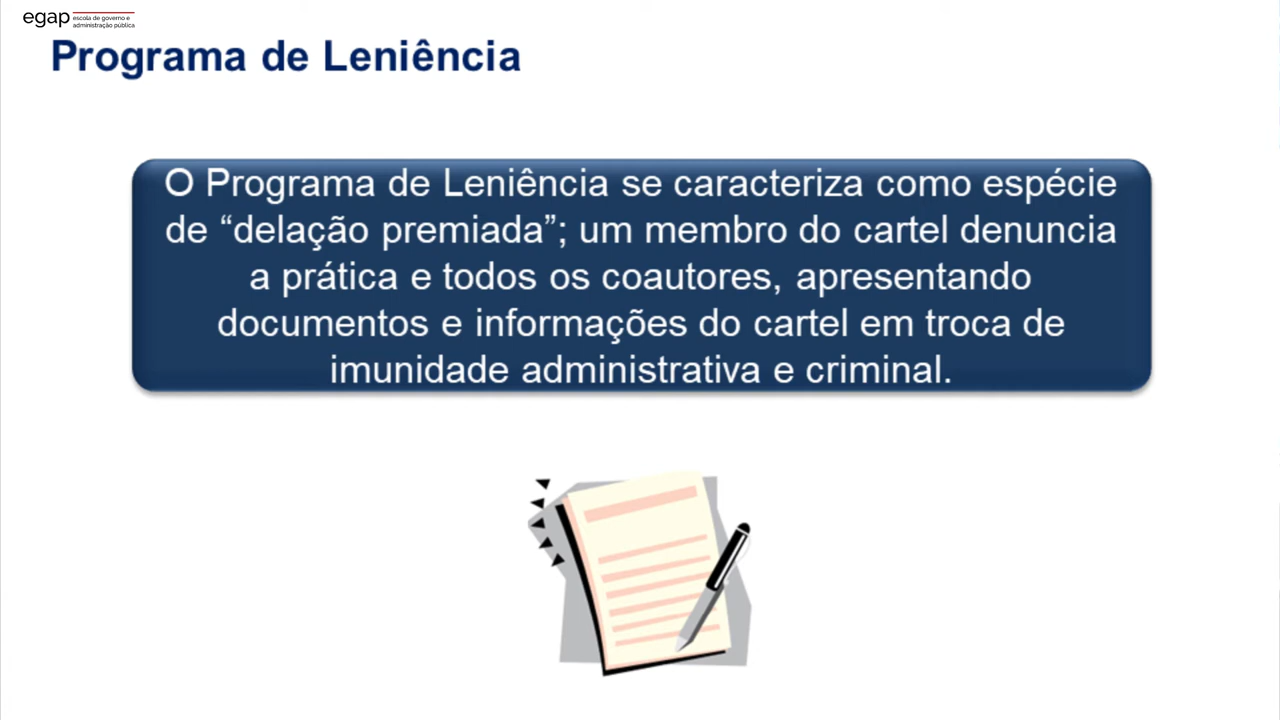 egap escola de governo e
administração pública
Programa de Leniência
O Programa de Leniência se caracteriza como espécie
de “delação premiada”; um membro do cartel denuncia
a prática e todos os coautores, apresentando
documentos e informações do cartel em troca de
imunidade administrativa e criminal.